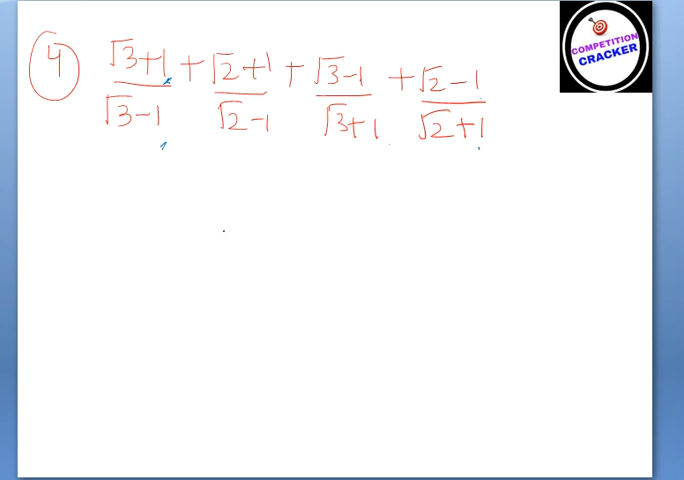 4 (√3+1)/(√3-1) + (√2+1)/(√2-1) + (√3-1)/(√3+1) + (√2-1)/(√2+1)
COMPETITION
CRACKER